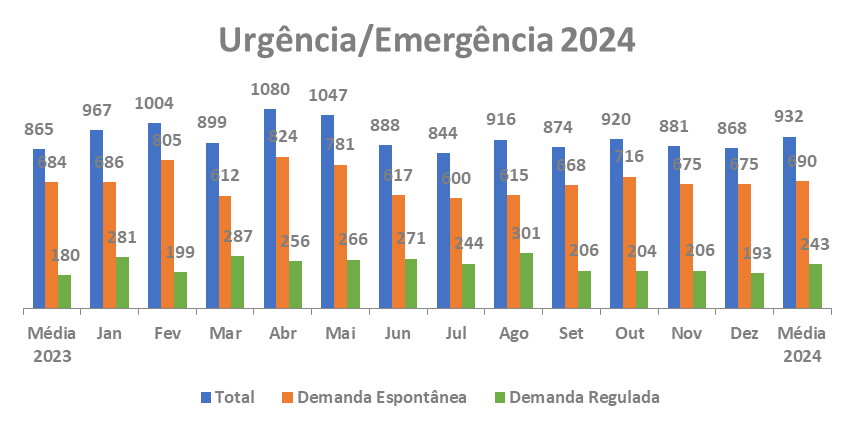 Urgência/Emergência 2024
865 684 180
967 686 281
1004 805 199
899 612 287
1080 824 256
1047 781 266
888 617 271
844 600 244
916 615 301
874 668 206
920 716 204
881 675 206
868 675 193
932 690 243
Média Jan Fev Mar Abr Mai Jun Jul Ago Set Out Nov Dez Média
2023 2024
Total Demanda Espontânea Demanda Regulada